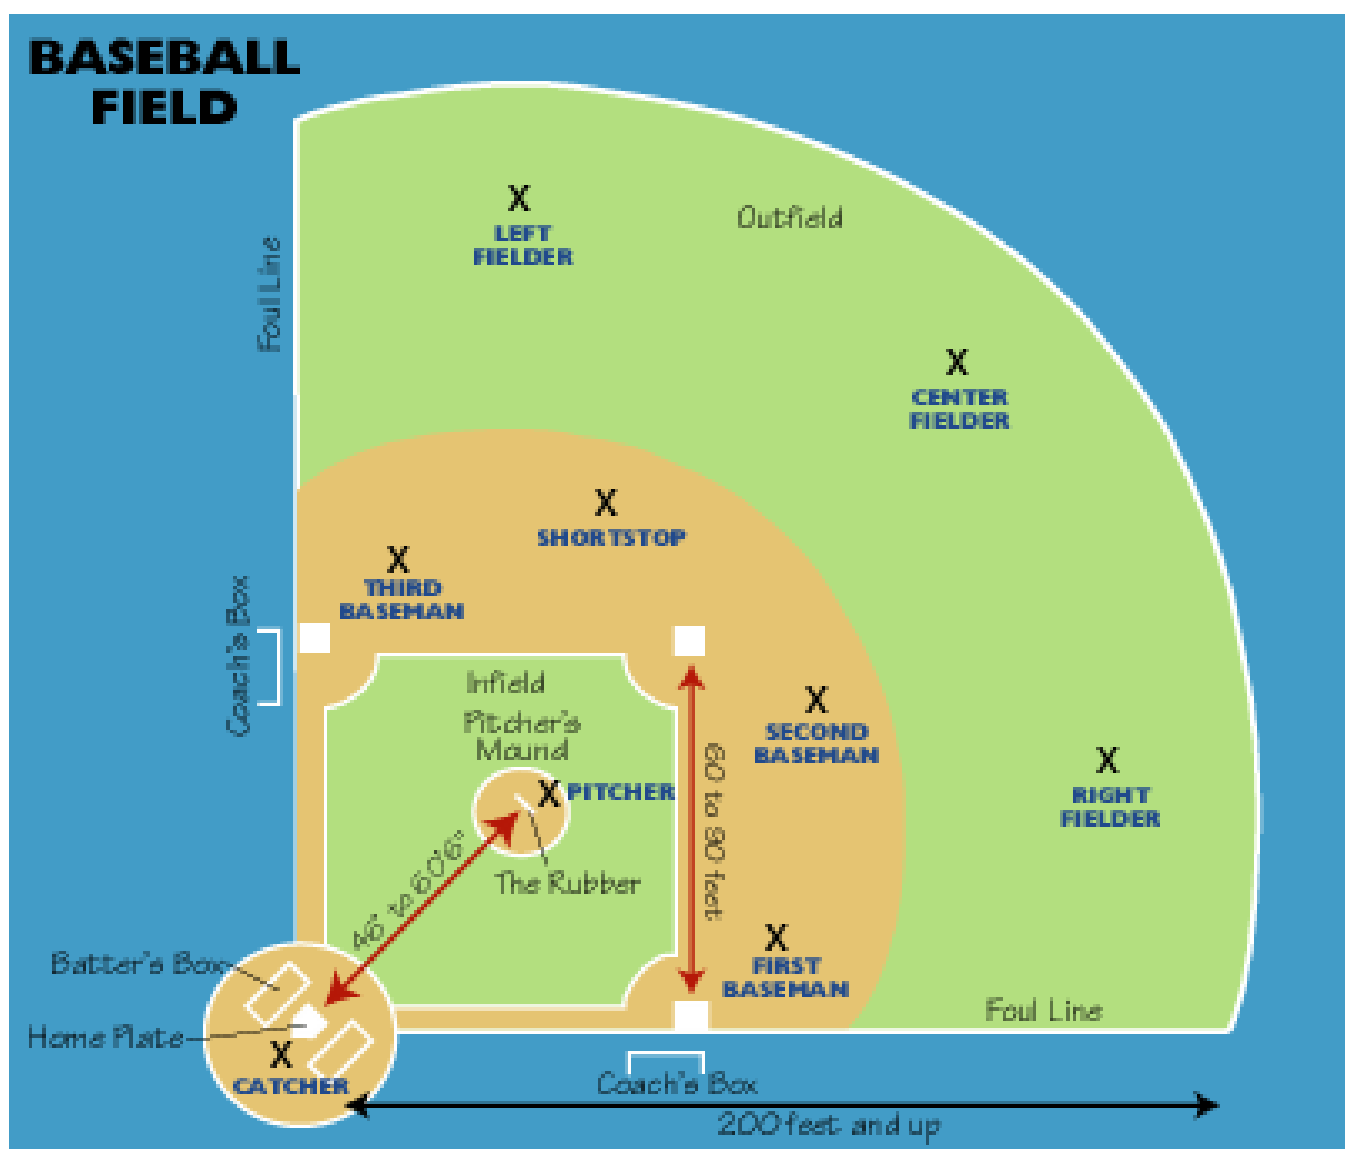 BASEBALL
FIELD
X
LEFT
FIELDER
Outfield
Foul Line
X
CENTER
FIELDER
X
SHORTSTOP
X
THIRD
BASEMAN
Coach's Box
Infield
Pitcher's
Mound
X PITCHER
The Rubber
46' to 60'6"
60 to 90 feet
X
SECOND
BASEMAN
X
RIGHT
FIELDER
X
FIRST
BASEMAN
Foul Line
Batter's Box
Home Plate
X
CATCHER
Coach's Box
200 feet and up